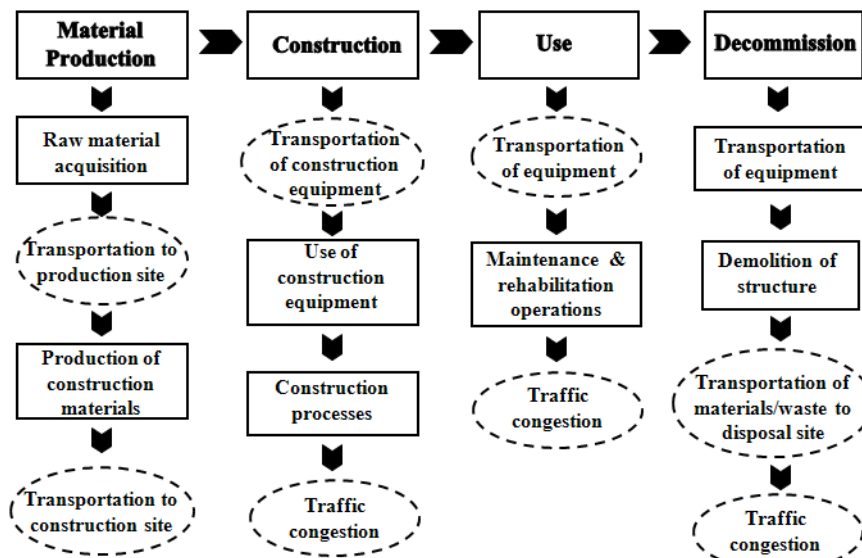 Material
Production
Construction
Use
Decommission
Raw material
acquisition
Transportation to
production site
Production of
construction
materials
Transportation to
construction site
Transportation
of construction
equipment
Use of
construction
equipment
Construction
processes
Traffic
congestion
Transportation
of equipment
Maintenance &
rehabilitation
operations
Traffic
congestion
Transportation
of equipment
Demolition of
structure
Transportation of
materials/waste to
disposal site
Traffic
congestion